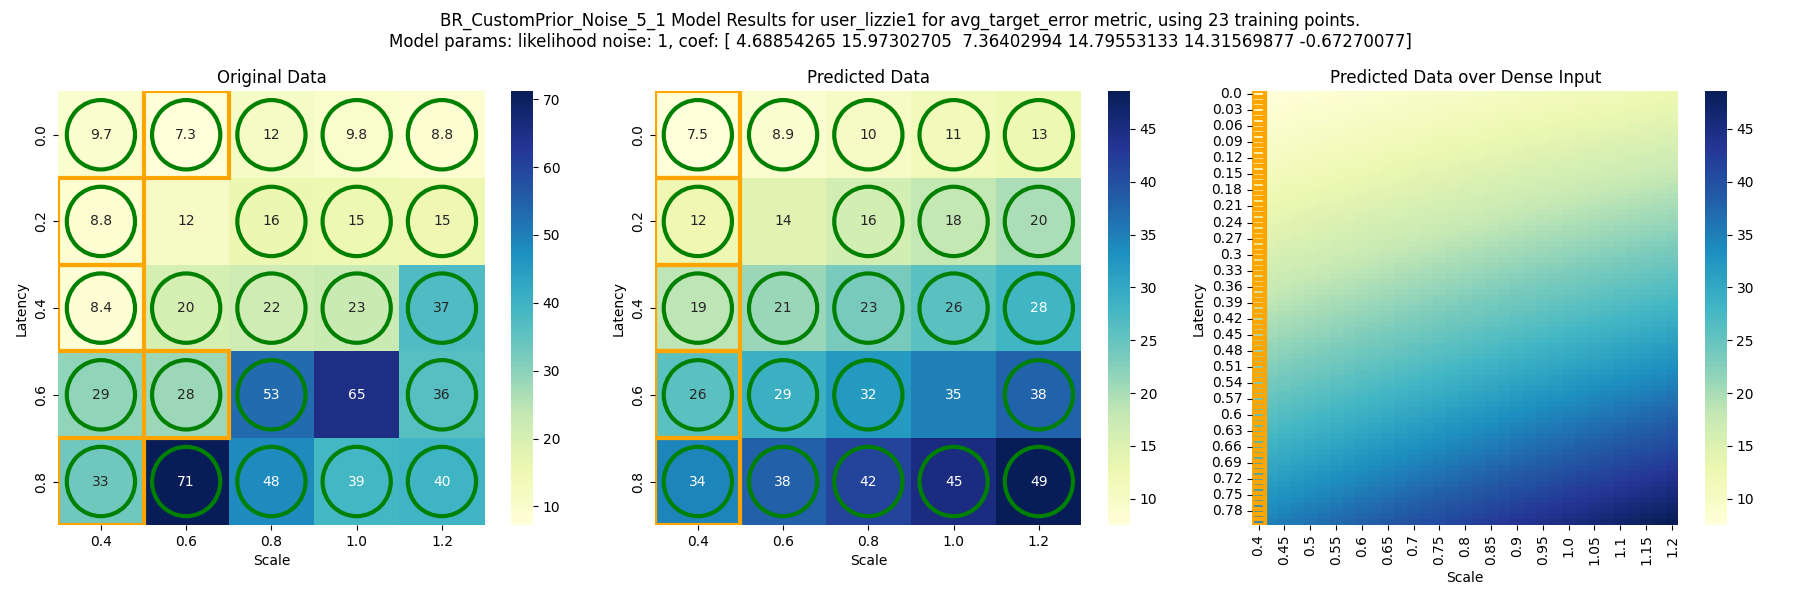 BR_CustomPrior_Noise_5_1 Model Results for user_lizzie1 for avg_target_error metric, using 23 training points.
Model params: likelihood noise: 1, coef: [ 4.68854265 15.97302705  7.36402994 14.79553133 14.31569877 -0.67270077]
Original Data
Latency
0.0 9.7 7.3 12 9.8 8.8
0.2 8.8 12 16 15 15
0.4 8.4 20 22 23 37
0.6 29 28 53 65 36
0.8 33 71 48 39 40
0.4 0.6 0.8 1.0 1.2
Scale
70
60
50
40
30
20
10
Predicted Data
Latency
0.0 7.5 8.9 10 11 13
0.2 12 14 16 18 20
0.4 19 21 23 26 28
0.6 26 29 32 35 38
0.8 34 38 42 45 49
0.4 0.6 0.8 1.0 1.2
Scale
45
40
35
30
25
20
15
10
Predicted Data over Dense Input
Latency
0.0
0.03
0.06
0.09
0.12
0.15
0.18
0.21
0.24
0.27
0.3
0.33
0.36
0.39
0.42
0.45
0.48
0.51
0.54
0.57
0.6
0.63
0.66
0.69
0.72
0.75
0.78
0.4 0.45 0.5 0.55 0.6 0.65 0.7 0.75 0.8 0.85 0.9 0.95 1.0 1.05 1.1 1.15 1.2
Scale
45
40
35
30
25
20
15
10